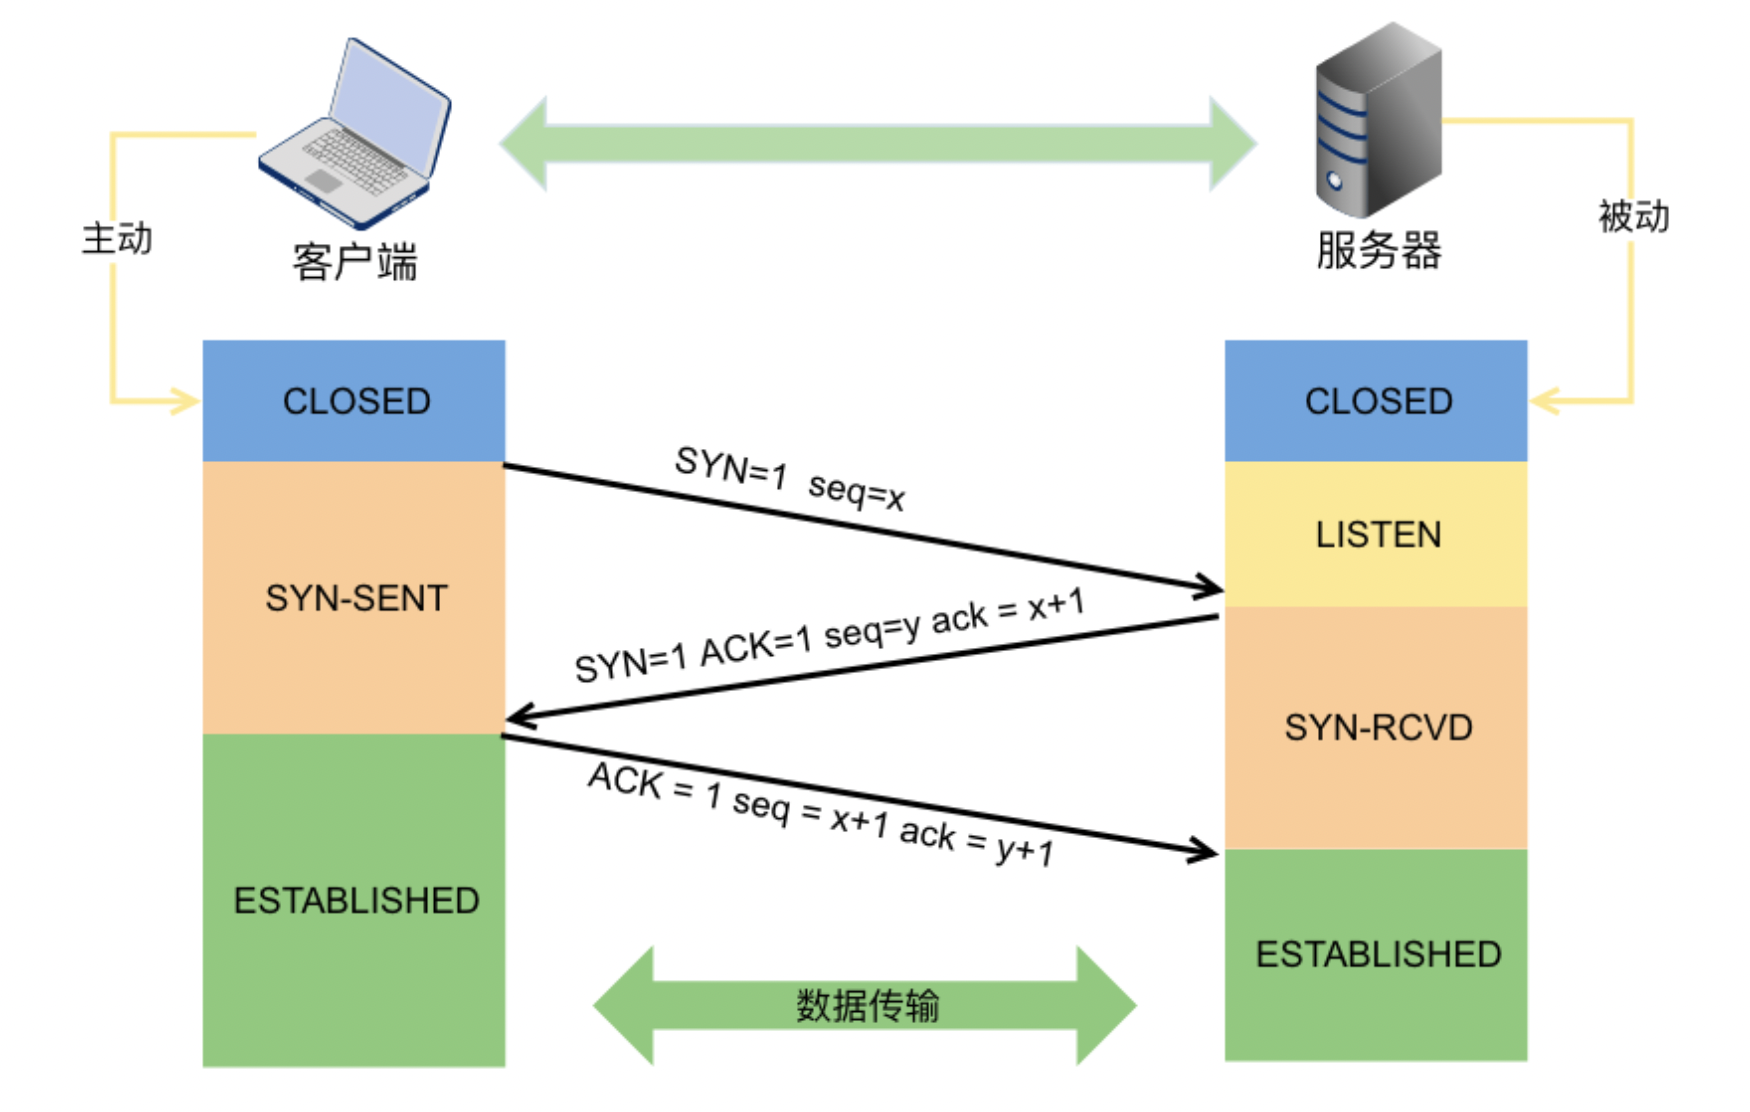 主动
客户端
服务器
被动
CLOSED
CLOSED
SYN=1 seq=x
LISTEN
SYN-SENT
SYN=1 ACK=1 seq=y ack = x+1
SYN-RCVD
ACK = 1 seq = x+1 ack = y+1
ESTABLISHED
ESTABLISHED
数据传输